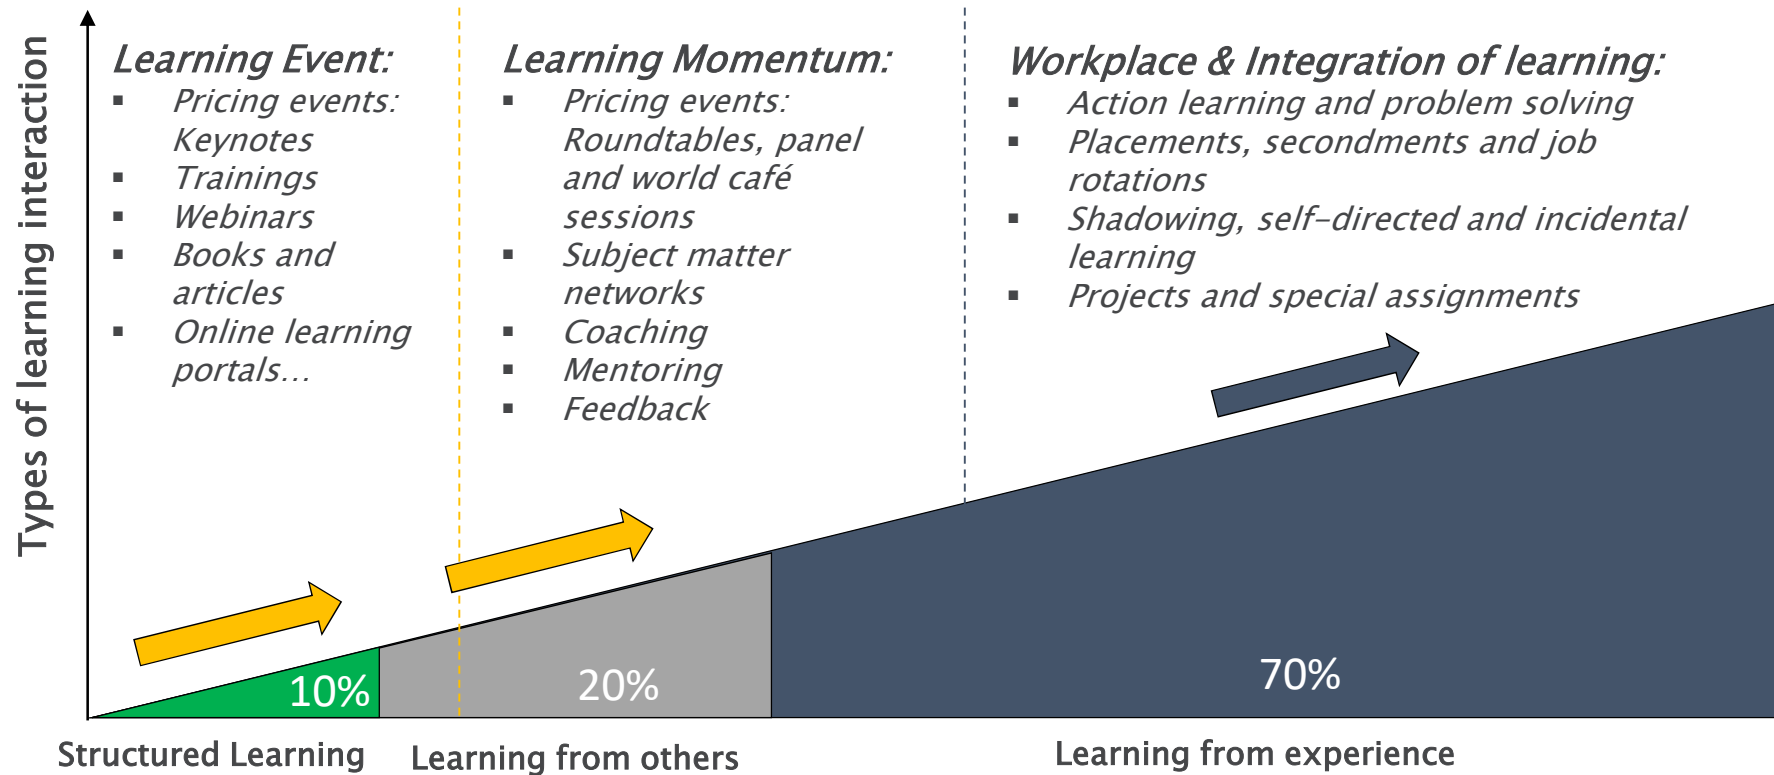 Types of learning interaction
Learning Event:
▪ Pricing events:
Keynotes
▪ Trainings
▪ Webinars
▪ Books and
articles
▪ Online learning
portals…
Learning Momentum:
▪ Pricing events:
Roundtables, panel
and world café
sessions
▪ Subject matter
networks
▪ Coaching
▪ Mentoring
▪ Feedback
Workplace & Integration of learning:
▪ Action learning and problem solving
▪ Placements, secondments and job
rotations
▪ Shadowing, self-directed and incidental
learning
▪ Projects and special assignments
10%
20%
70%
Structured Learning
Learning from others
Learning from experience